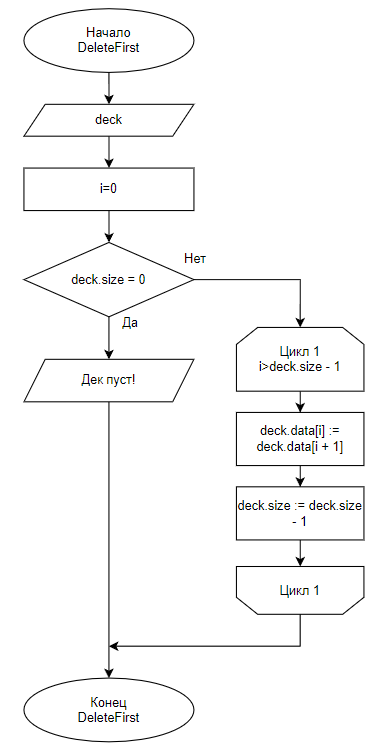 Начало
DeleteFirst
deck
i=0
deck.size = 0
Нет
Да
Дек пуст!
Цикл 1
i>deck.size - 1
deck.data[i] :=
deck.data[i + 1]
deck.size := deck.size
- 1
Цикл 1
Конец
DeleteFirst